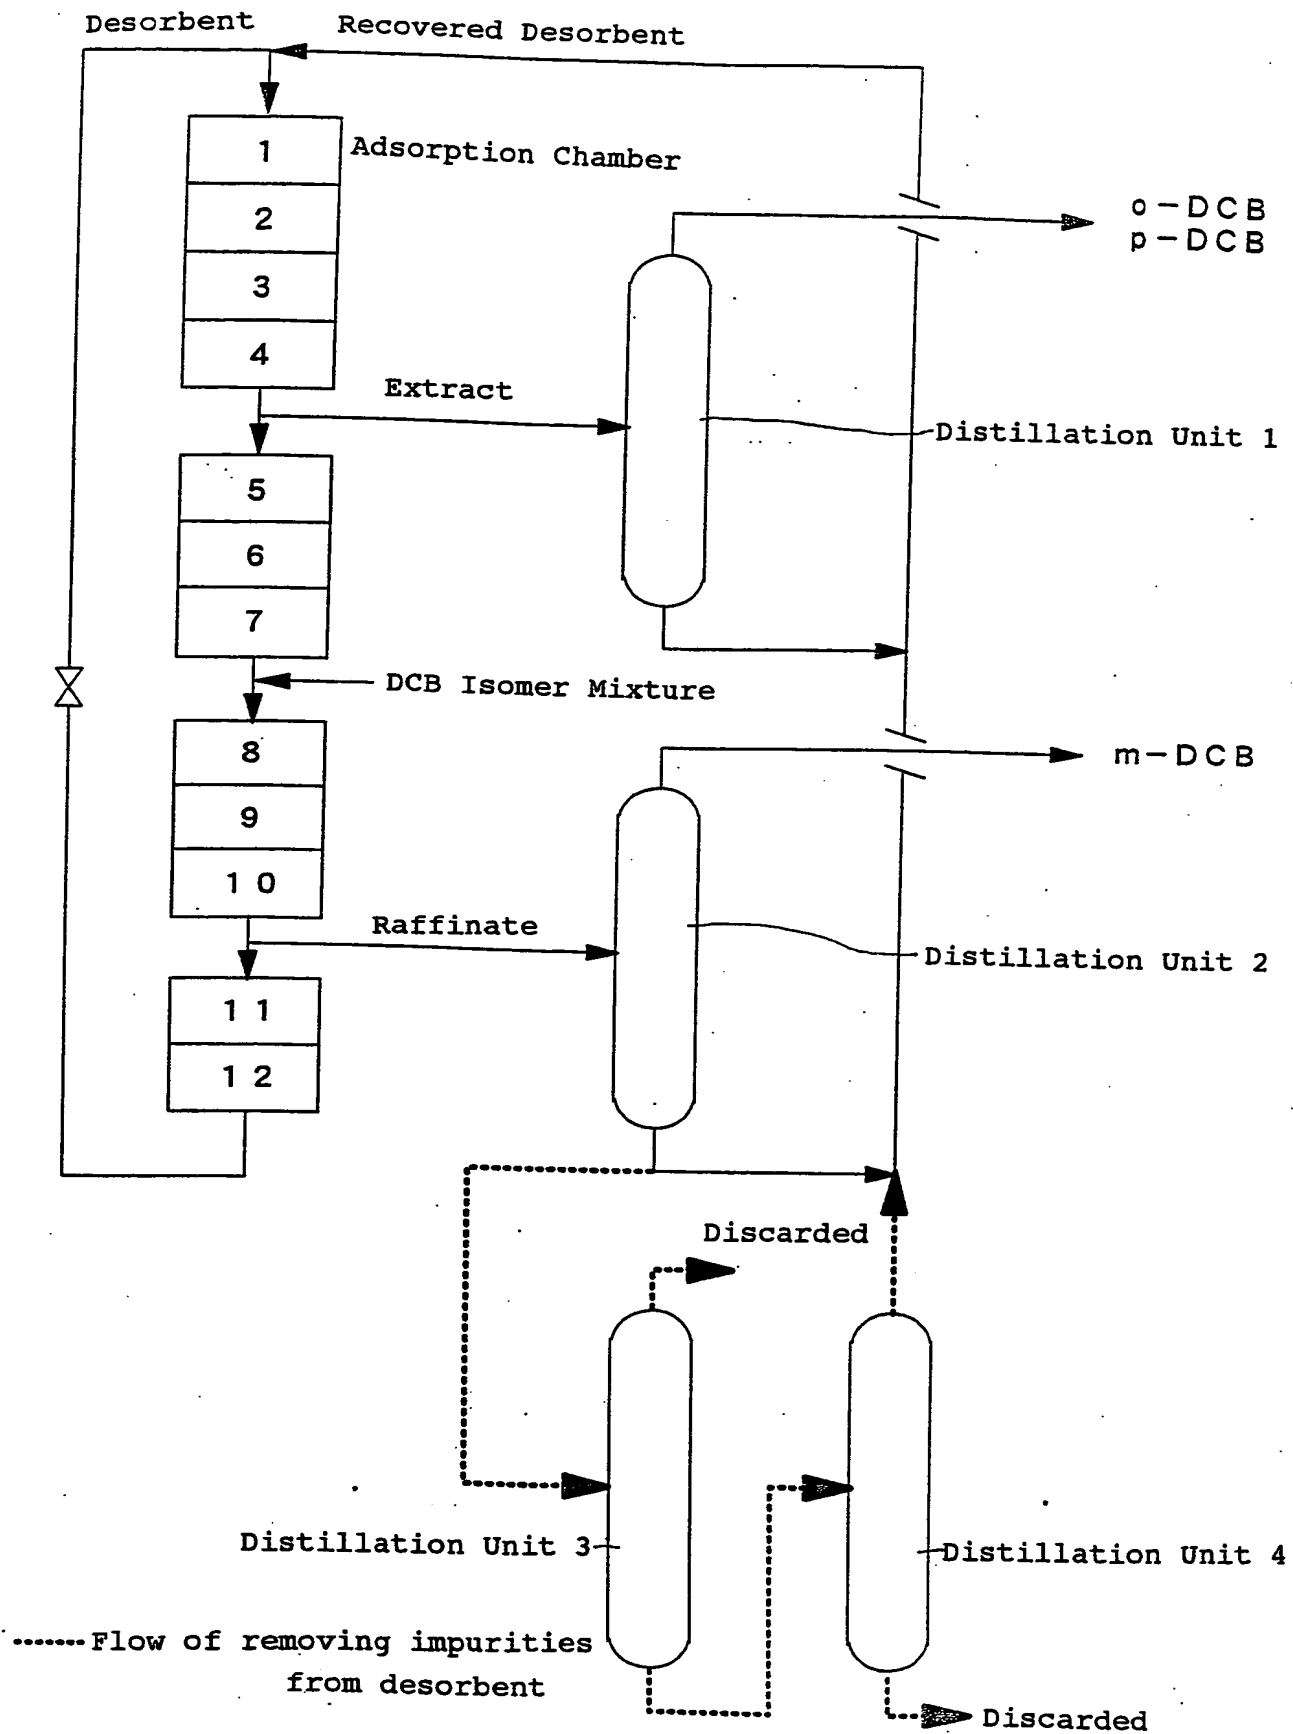 Desorbent
Recovered Desorbent
1
Adsorption Chamber
2
o-DCB
p-DCB
3
4
Extract
Distillation Unit 1
5
6
7
DCB Isomer Mixture
8
m-DCB
9
10
Raffinate
Distillation Unit 2
11
12
Discarded
Distillation Unit 3
Distillation Unit 4
Flow of removing impurities
from desorbent
Discarded